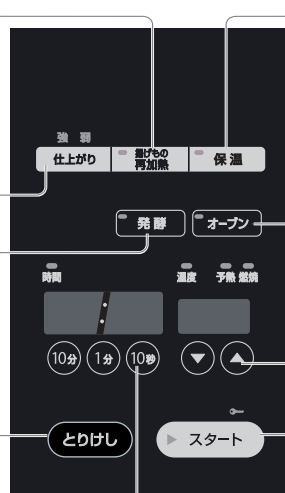 強 弱
仕上がり
揚げもの
再加熱
保温
発酵
オーブン
時間
温度 予熱 燃焼
10分 1分 10秒
とりけし
スタート